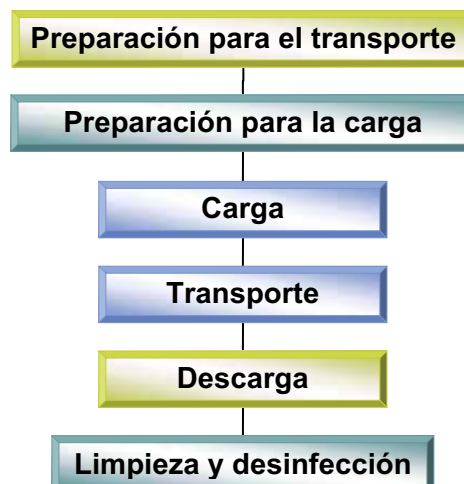 Preparación para el transporte
Preparación para la carga
Carga
Transporte
Descarga
Limpieza y desinfección